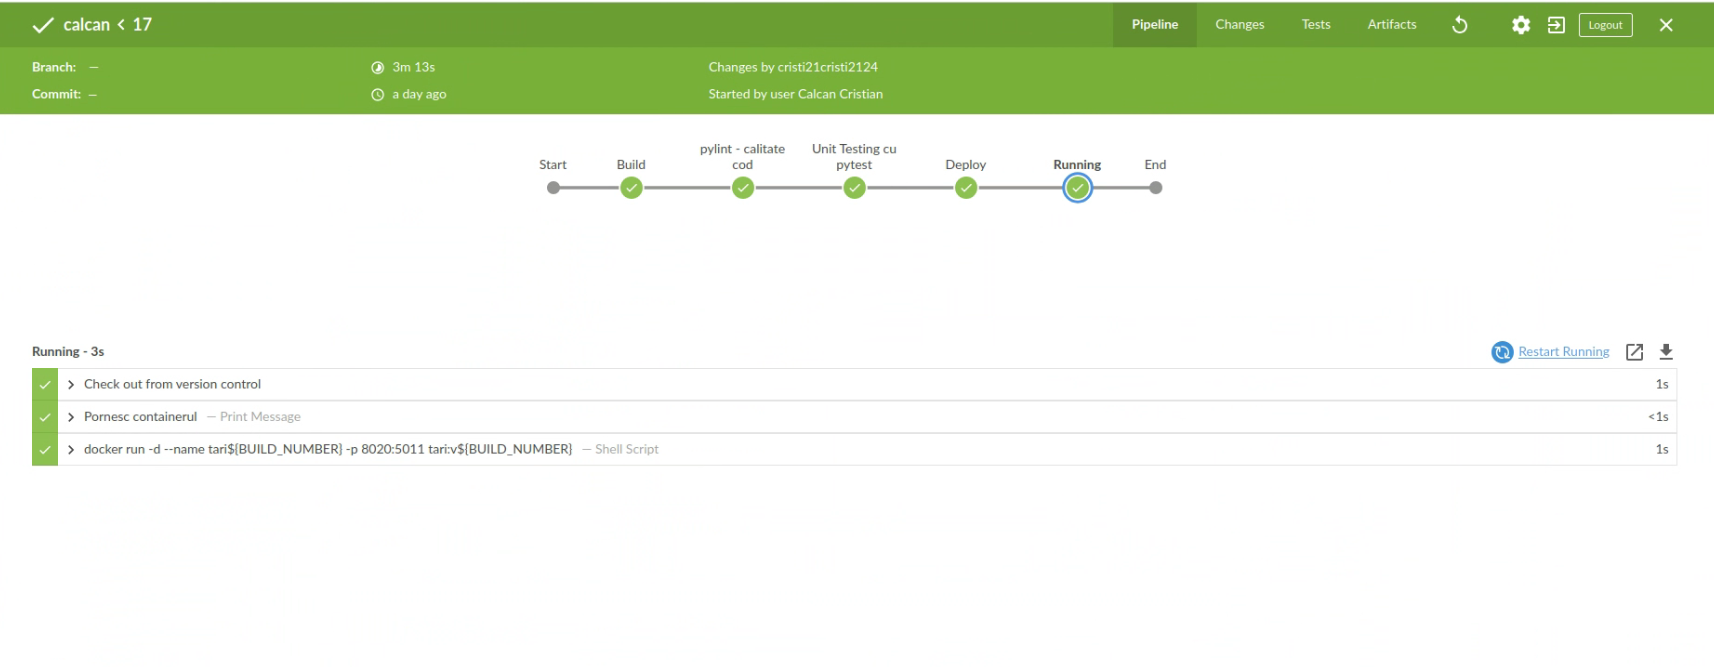 calcan < 17
Pipeline Changes Tests Artifacts Logout
Branch: — 3m 13s Changes by cristi21cristi2124
Commit: — a day ago Started by user Calcan Cristian
Start Build pylint - calitate cod Unit Testing cu pytest Deploy Running End
Running - 3s Restart Running
Check out from version control 1s
Pornesc containerul — Print Message <1s
docker run -d --name tari${BUILD_NUMBER} -p 8020:5011 tari:v${BUILD_NUMBER} — Shell Script 1s